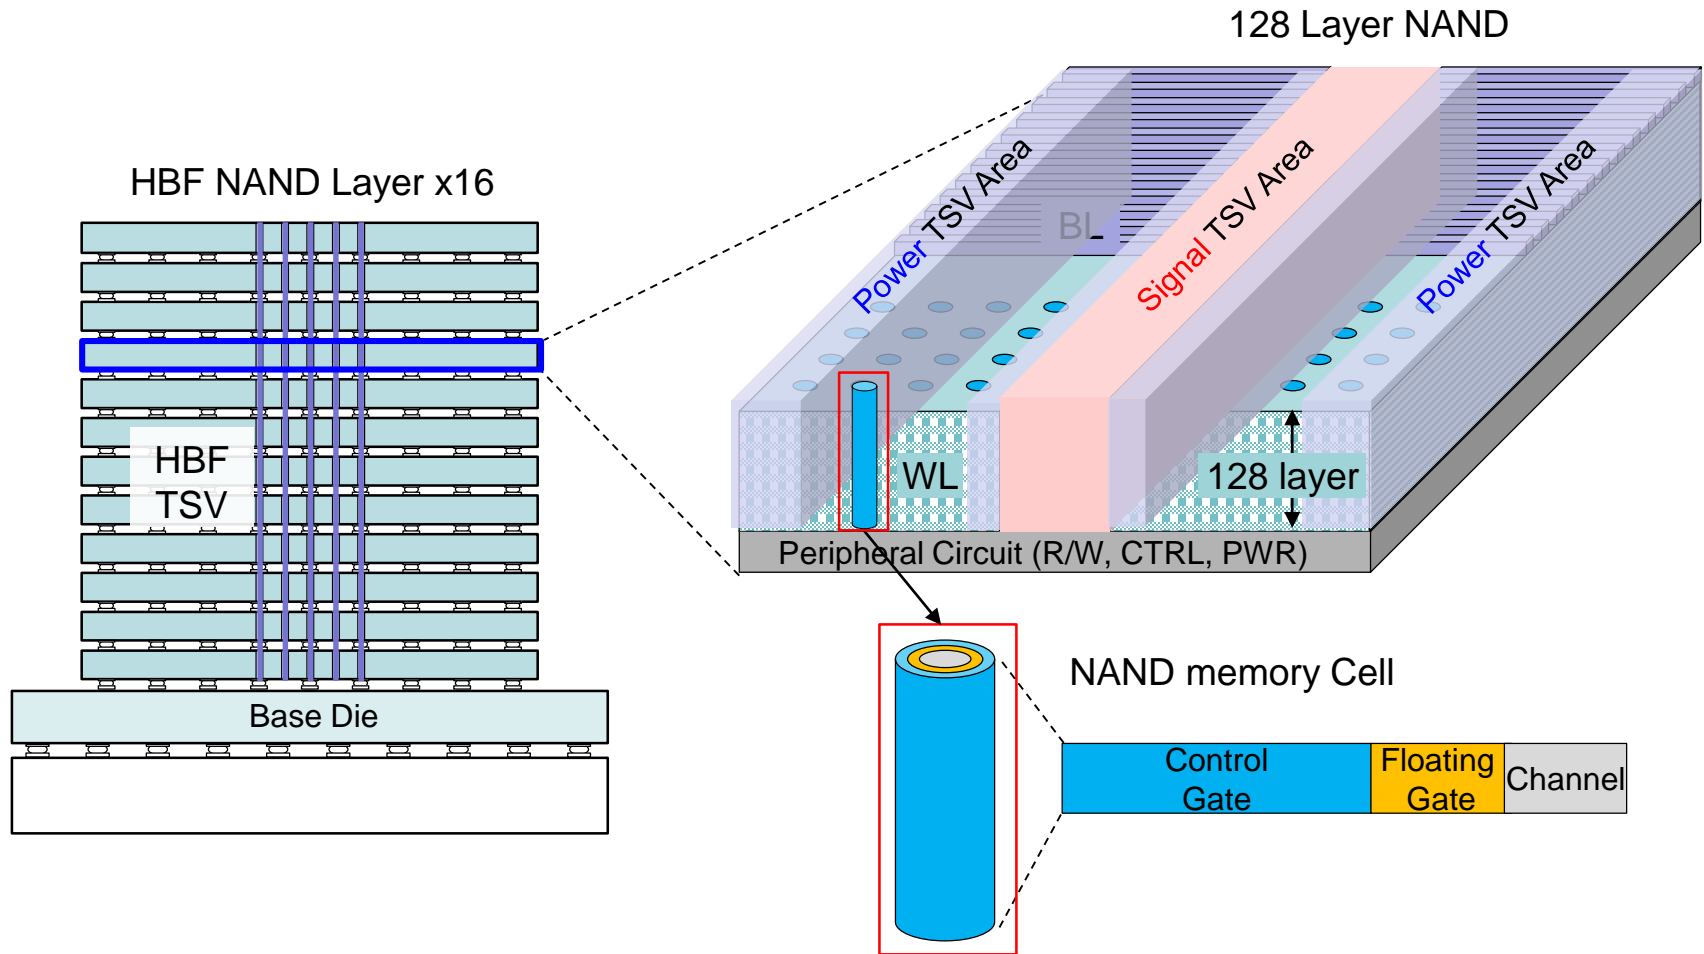 128 Layer NAND
HBF NAND Layer x16
Power TSV Area
Signal TSV Area
Power TSV Area
BL
HBF
TSV
WL
128 layer
Peripheral Circuit (R/W, CTRL, PWR)
Base Die
NAND memory Cell
Control
Gate
Floating
Gate
Channel